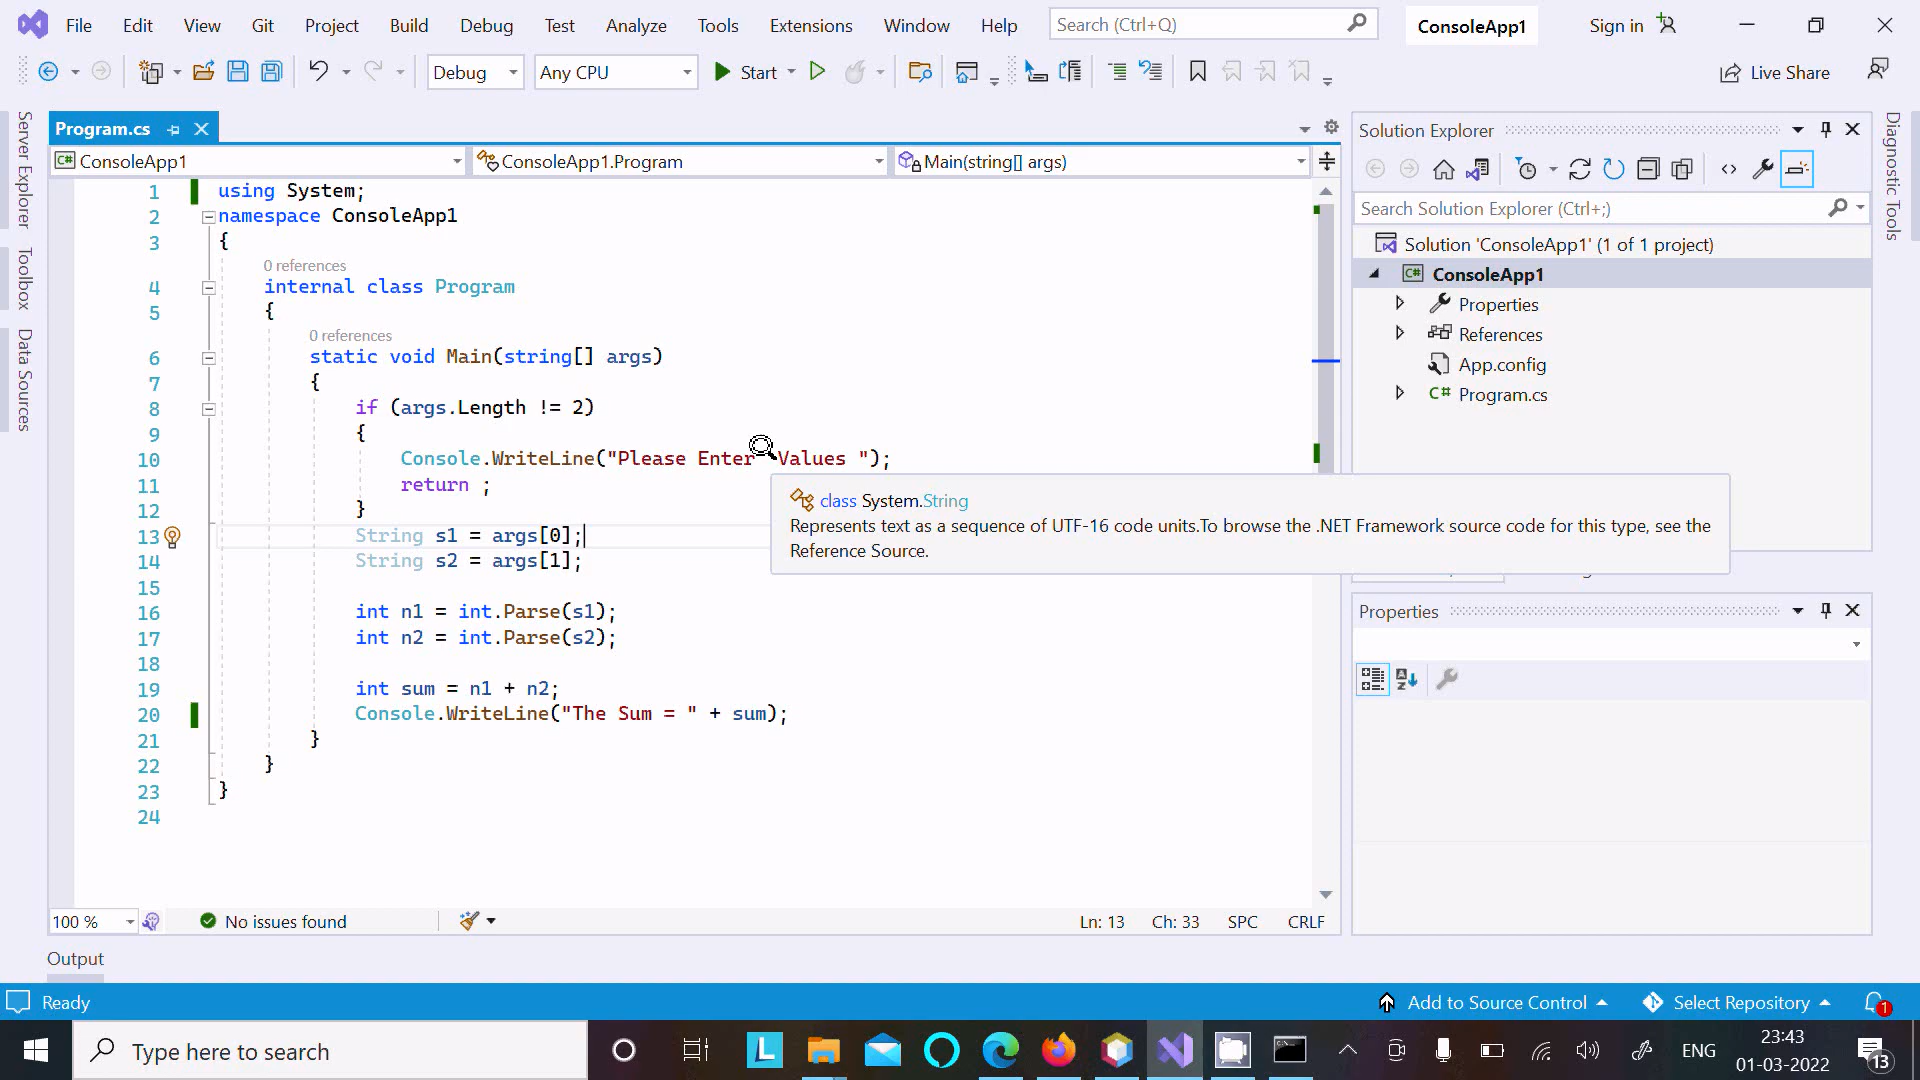 File Edit View Git Project Build Debug Test Analyze Tools Extensions Window Help Search (Ctrl+Q) ConsoleApp1 Sign in
Debug Any CPU Start Live Share
Server Explorer
Toolbox
Data Sources
Program.cs
ConsoleApp1 ConsoleApp1.Program Main(string[] args)
1 using System;
2 namespace ConsoleApp1
3 {
0 references
4 internal class Program
5 {
0 references
6 static void Main(string[] args)
7 {
8 if (args.Length != 2)
9 {
10 Console.WriteLine("Please Enter Values ");
11 return ;
12 }
13 String s1 = args[0];
14 String s2 = args[1];
15
16 int n1 = int.Parse(s1);
17 int n2 = int.Parse(s2);
18
19 int sum = n1 + n2;
20 Console.WriteLine("The Sum = " + sum);
21 }
22 }
23 }
24
class System.String
Represents text as a sequence of UTF-16 code units.To browse the .NET Framework source code for this type, see the
Reference Source.
100 % No issues found Ln: 13 Ch: 33 SPC CRLF
Solution Explorer
Search Solution Explorer (Ctrl+;)
Solution 'ConsoleApp1' (1 of 1 project)
C# ConsoleApp1
Properties
References
App.config
C# Program.cs
Properties
Diagnostic Tools
Output
Ready Add to Source Control Select Repository 1
Type here to search
L
ENG
23:43
01-03-2022
13